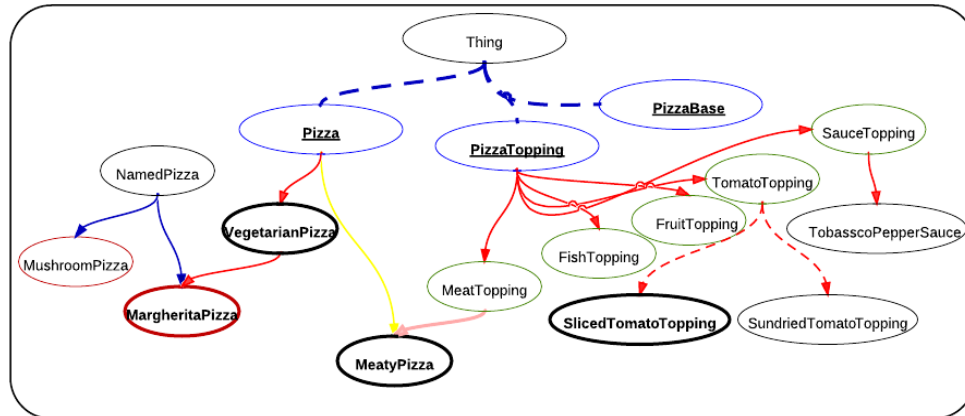 Thing
PizzaBase
Pizza
PizzaTopping
SauceTopping
NamedPizza
TomatoTopping
VegetarianPizza
FruitTopping
TobasscoPepperSauce
MushroomPizza
FishTopping
MeatTopping
MargheritaPizza
SlicedTomatoTopping
SundriedTomatoTopping
MeatyPizza